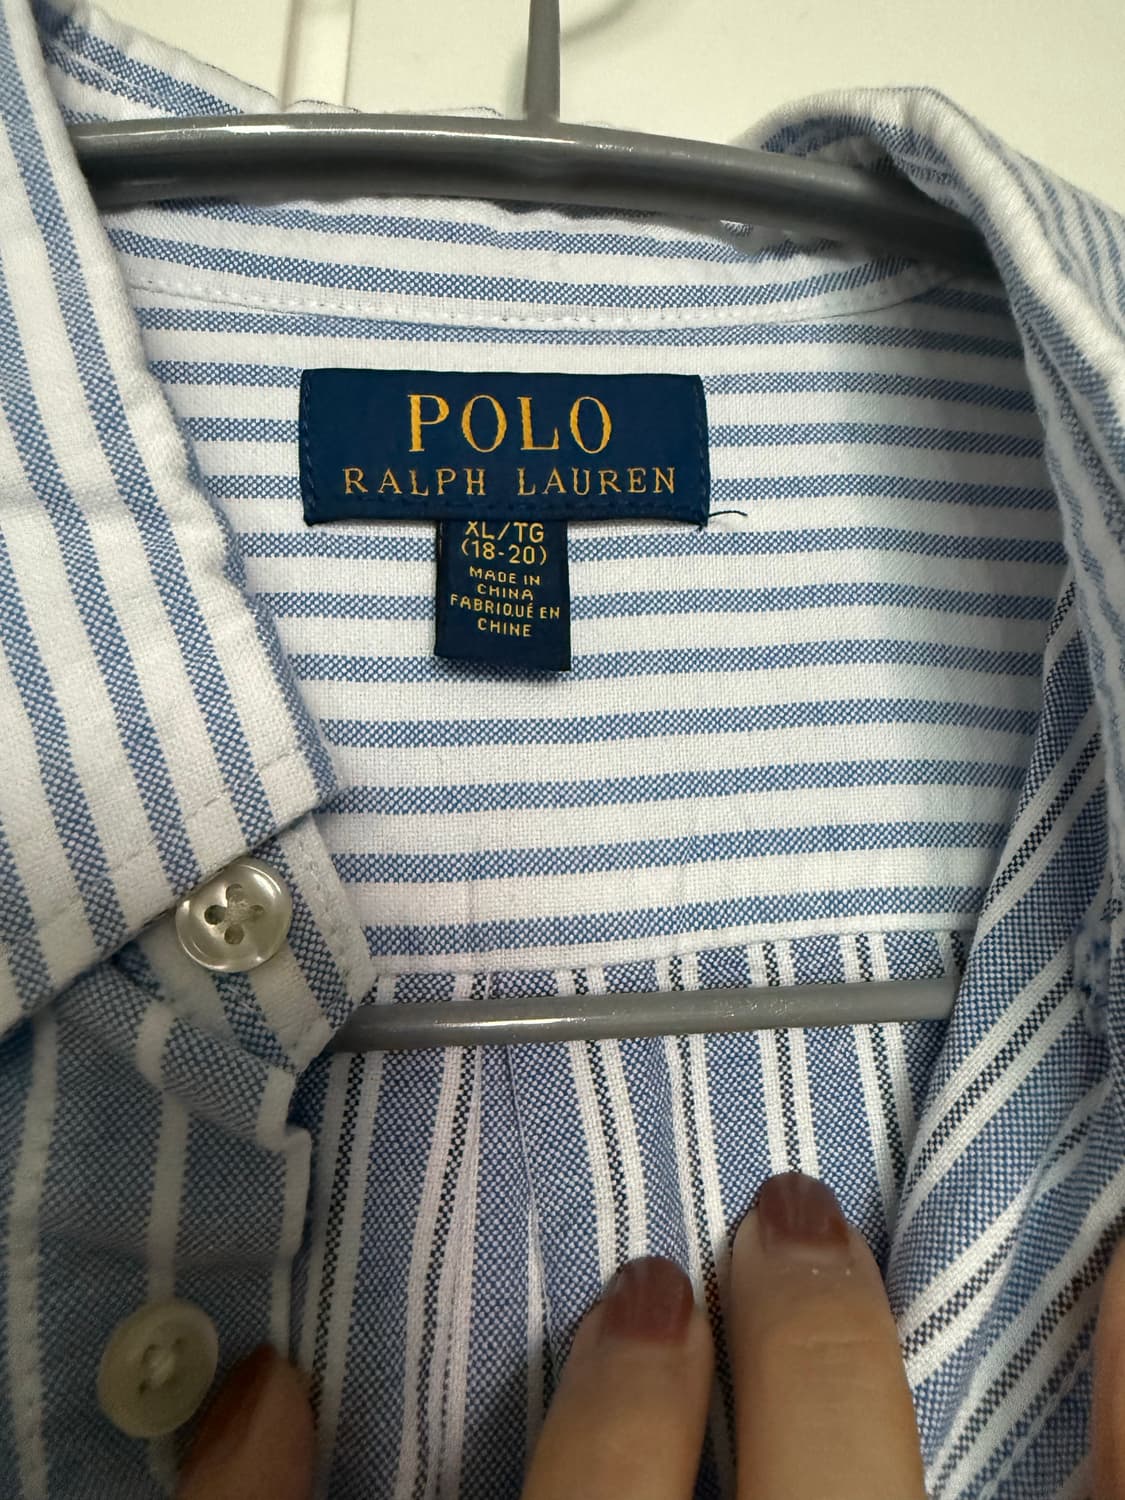 POLO
RALPH LAUREN
XL/TG
(18-20)
MADE IN
CHINA
FABRIQUÉ EN
CHINE